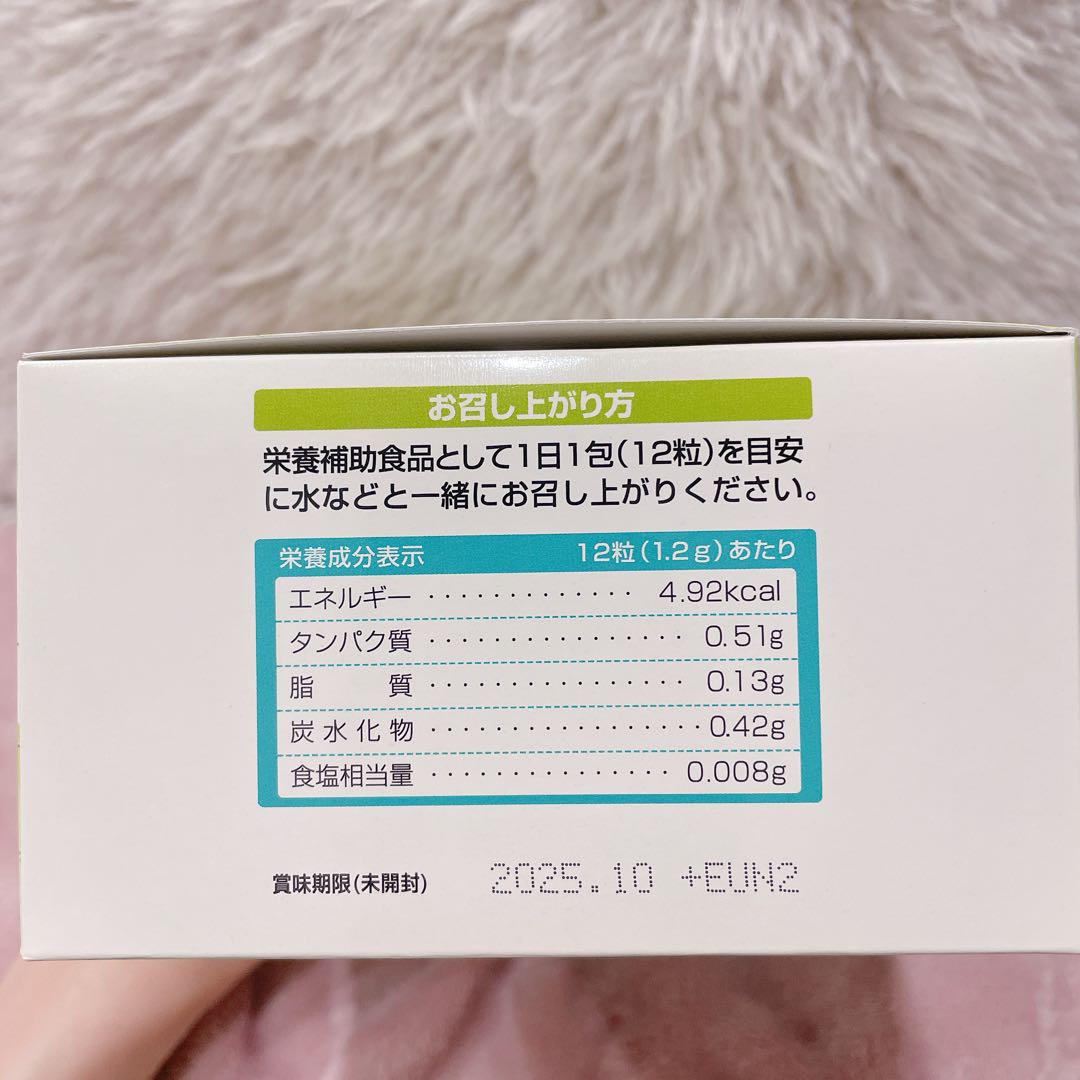 お召し上がり方
栄養補助食品として1日1包(12粒)を目安
に水などと一緒にお召し上がりください。
栄養成分表示 12粒(1.2g)あたり
エネルギー ・・・・・・・・・・・・・ 4.92kcal
タンパク質 ・・・・・・・・・・・・・・・・ 0.51g
脂質 ・・・・・・・・・・・・・・・・ 0.13g
炭水化物 ・・・・・・・・・・・・・・・・・ 0.42g
食塩相当量 ・・・・・・・・・・・・・・・ 0.008g
賞味期限(未開封) 2025.10 +EUN2